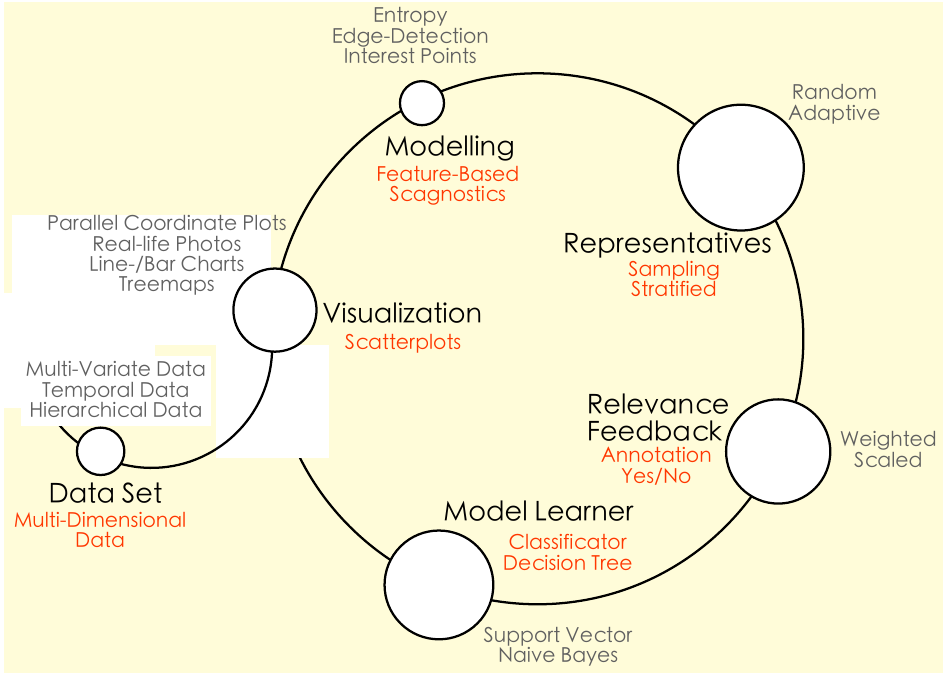 Entropy
Edge-Detection
Interest Points
Modelling
Feature-Based
Scagnostics
Random
Adaptive
Representatives
Sampling
Stratified
Parallel Coordinate Plots
Real-life Photos
Line-/Bar Charts
Treemaps
Visualization
Scatterplots
Multi-Variate Data
Temporal Data
Hierarchical Data
Data Set
Multi-Dimensional
Data
Relevance
Feedback
Annotation
Yes/No
Weighted
Scaled
Model Learner
Classificator
Decision Tree
Support Vector
Naive Bayes